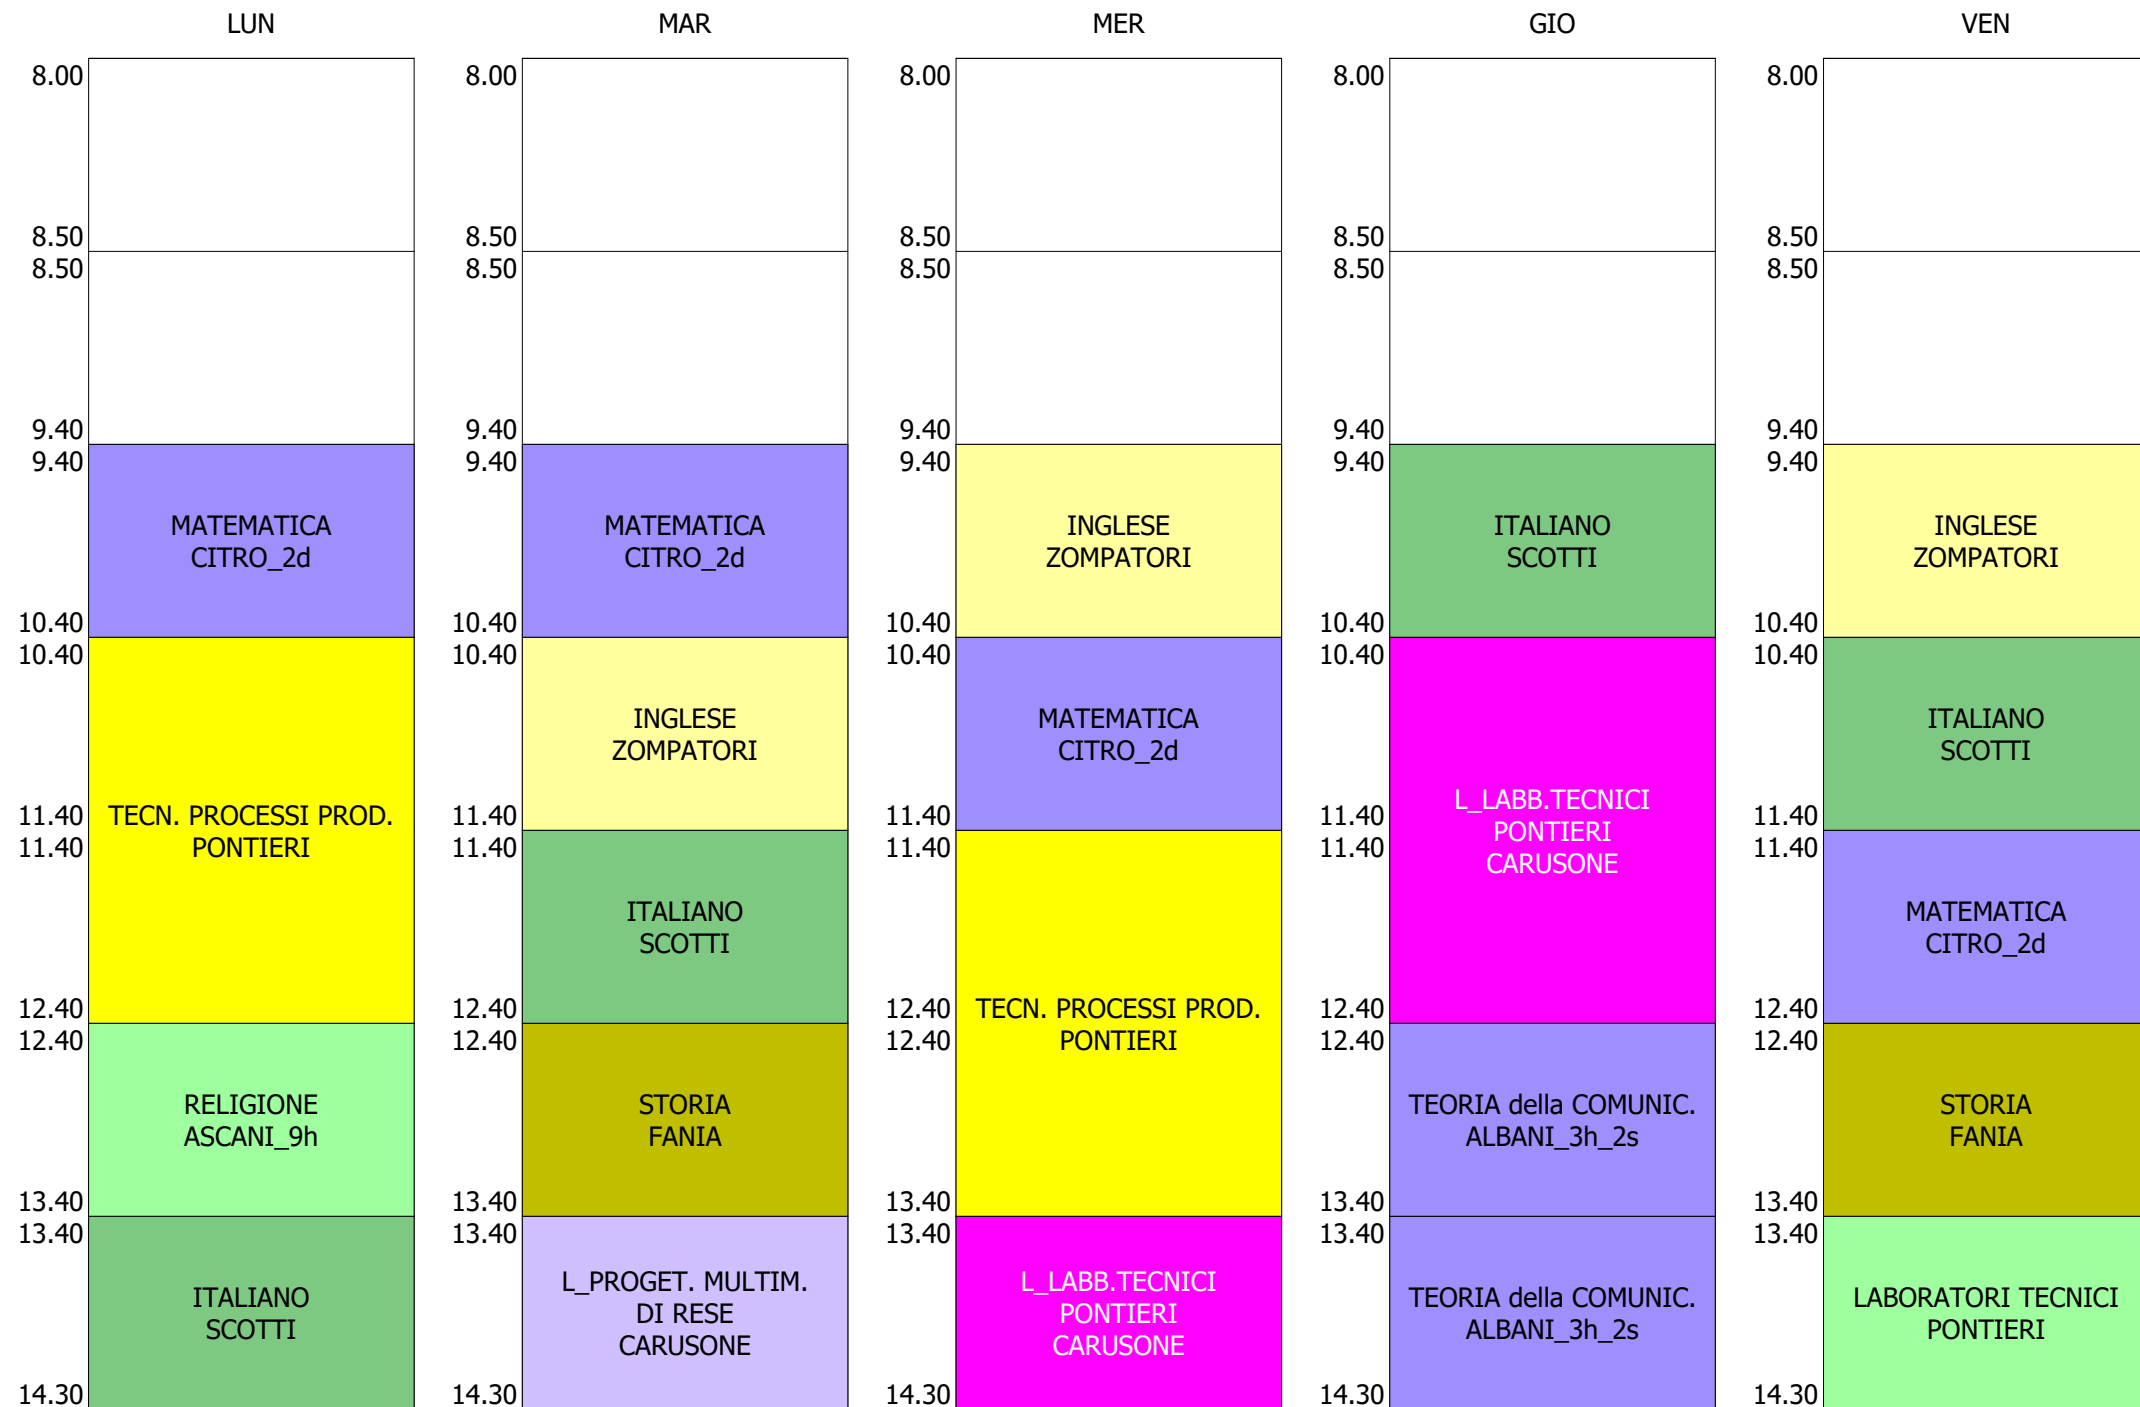 LUN
8.00
8.50
8.50
9.40
9.40
MATEMATICA
CITRO_2d
10.40
10.40
TECN. PROCESSI PROD.
PONTIERI
11.40
11.40
12.40
12.40
RELIGIONE
ASCANI_9h
13.40
13.40
ITALIANO
SCOTTI
14.30
MAR
8.00
8.50
8.50
9.40
9.40
MATEMATICA
CITRO_2d
10.40
10.40
INGLESE
ZOMPATORI
11.40
11.40
ITALIANO
SCOTTI
12.40
12.40
STORIA
FANIA
13.40
13.40
L_PROGET. MULTIM.
DI RESE
CARUSONE
14.30
MER
8.00
8.50
8.50
9.40
9.40
INGLESE
ZOMPATORI
10.40
10.40
MATEMATICA
CITRO_2d
11.40
11.40
TECN. PROCESSI PROD.
PONTIERI
12.40
12.40
13.40
13.40
L_LABB.TECNICI
PONTIERI
CARUSONE
14.30
GIO
8.00
8.50
8.50
9.40
9.40
ITALIANO
SCOTTI
10.40
10.40
L_LABB.TECNICI
PONTIERI
CARUSONE
11.40
11.40
12.40
12.40
TEORIA della COMUNIC.
ALBANI_3h_2s
13.40
13.40
TEORIA della COMUNIC.
ALBANI_3h_2s
14.30
VEN
8.00
8.50
8.50
9.40
9.40
INGLESE
ZOMPATORI
10.40
10.40
ITALIANO
SCOTTI
11.40
11.40
MATEMATICA
CITRO_2d
12.40
12.40
STORIA
FANIA
13.40
13.40
LABORATORI TECNICI
PONTIERI
14.30